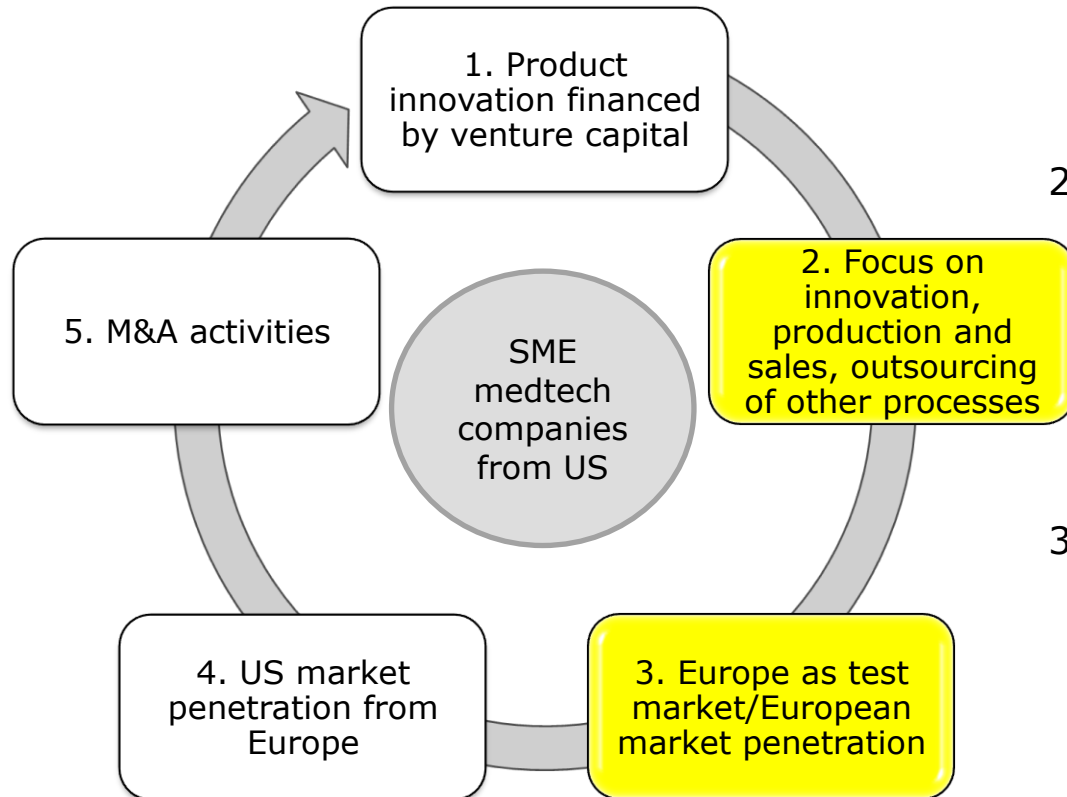 1. Product
innovation financed
by venture capital
2
2. Focus on
innovation,
production and
sales, outsourcing
of other processes
5. M&A activities
SME
medtech
companies
from US
3
4. US market
penetration from
Europe
3. Europe as test
market/European
market penetration